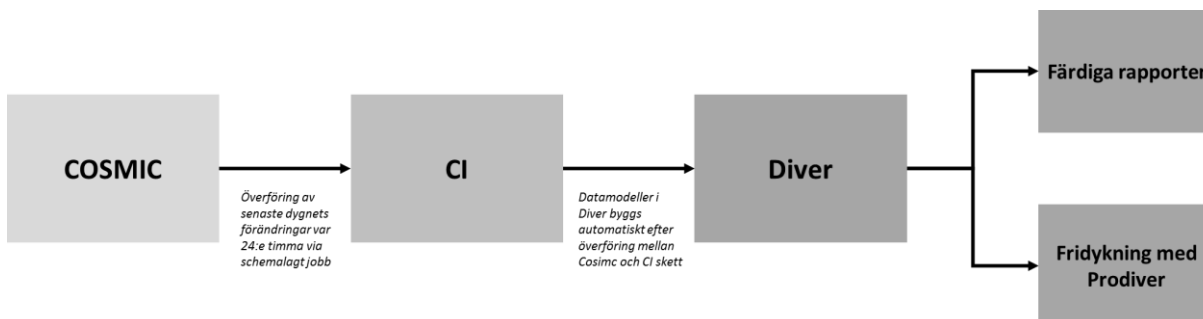 COSMIC
Överföring av
senaste dygnets
förändringar var
24:e timma via
schemalagt jobb
CI
Datamodeller i
Diver byggs
automatiskt efter
överföring mellan
Cosimc och CI skett
Diver
Färdiga rapporter
Fridykning med
Prodiver